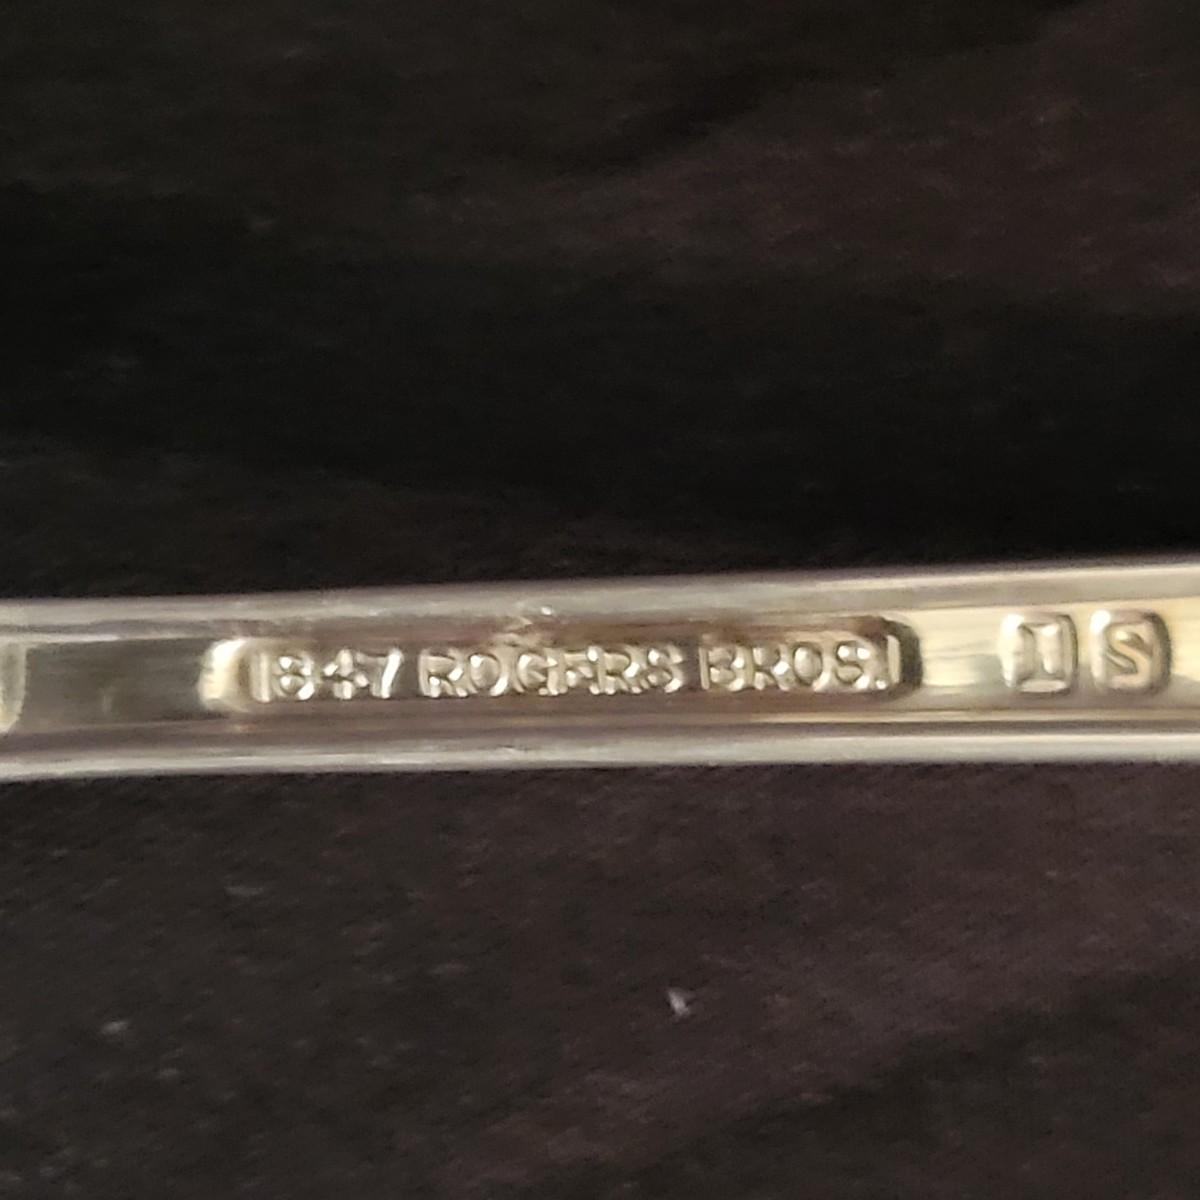 1847 ROGERS BROS. I S